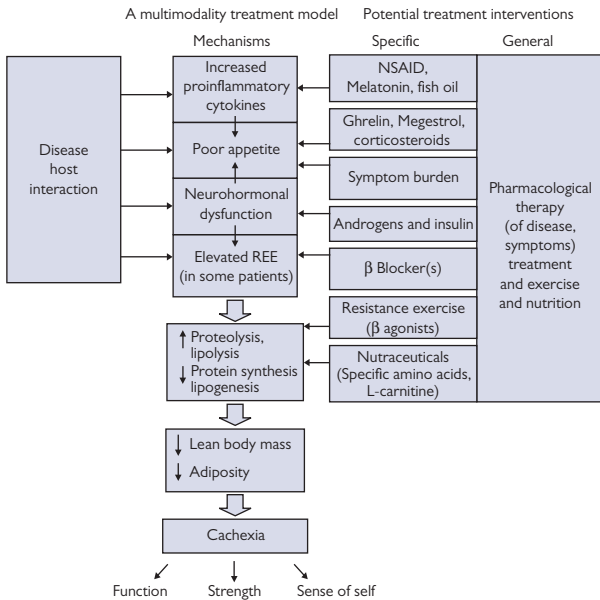 A multimodality treatment model
Potential treatment interventions
Mechanisms
Specific
General
Disease
host
interaction
Increased
proinflammatory
cytokines
Poor appetite
Neurohormonal
dysfunction
Elevated REE
(in some patients)
NSAID,
Melatonin, fish oil
Ghrelin, Megestrol,
corticosteroids
Symptom burden
Androgens and insulin
β Blocker(s)
Resistance exercise
(β agonists)
Nutraceuticals
(Specific amino acids,
L-carnitine)
Pharmacological
therapy
(of disease,
symptoms)
treatment
and exercise
and nutrition
↑ Proteolysis,
lipolysis
↓ Protein synthesis
lipogenesis
↓ Lean body mass
↓ Adiposity
Cachexia
Function
Strength
Sense of self